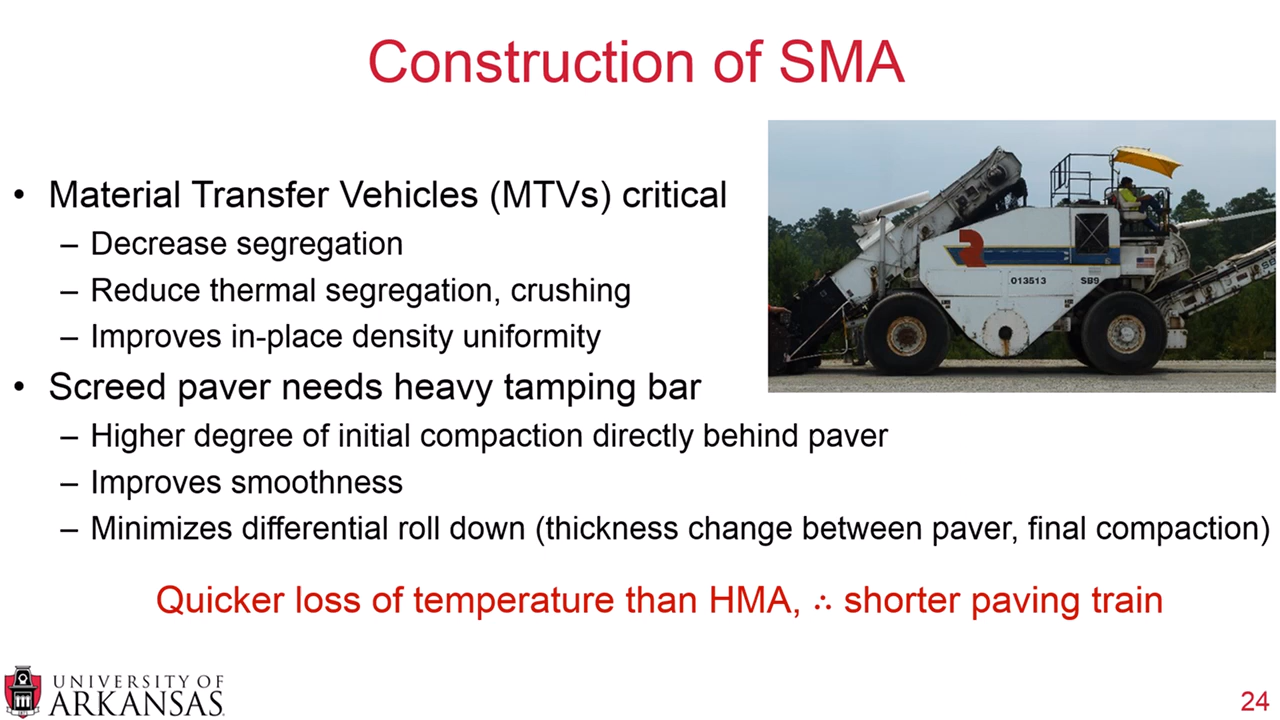 Construction of SMA
• Material Transfer Vehicles (MTVs) critical
– Decrease segregation
– Reduce thermal segregation, crushing
– Improves in-place density uniformity
• Screed paver needs heavy tamping bar
– Higher degree of initial compaction directly behind paver
– Improves smoothness
– Minimizes differential roll down (thickness change between paver, final compaction)
Quicker loss of temperature than HMA, ∴ shorter paving train
013513 SB9
UNIVERSITY OF
ARKANSAS
24